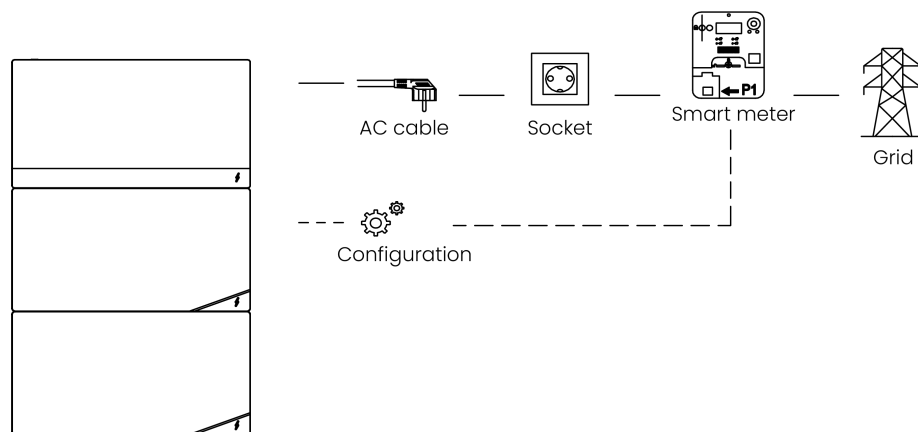 P1
AC cable
Socket
Smart meter
Grid
Configuration